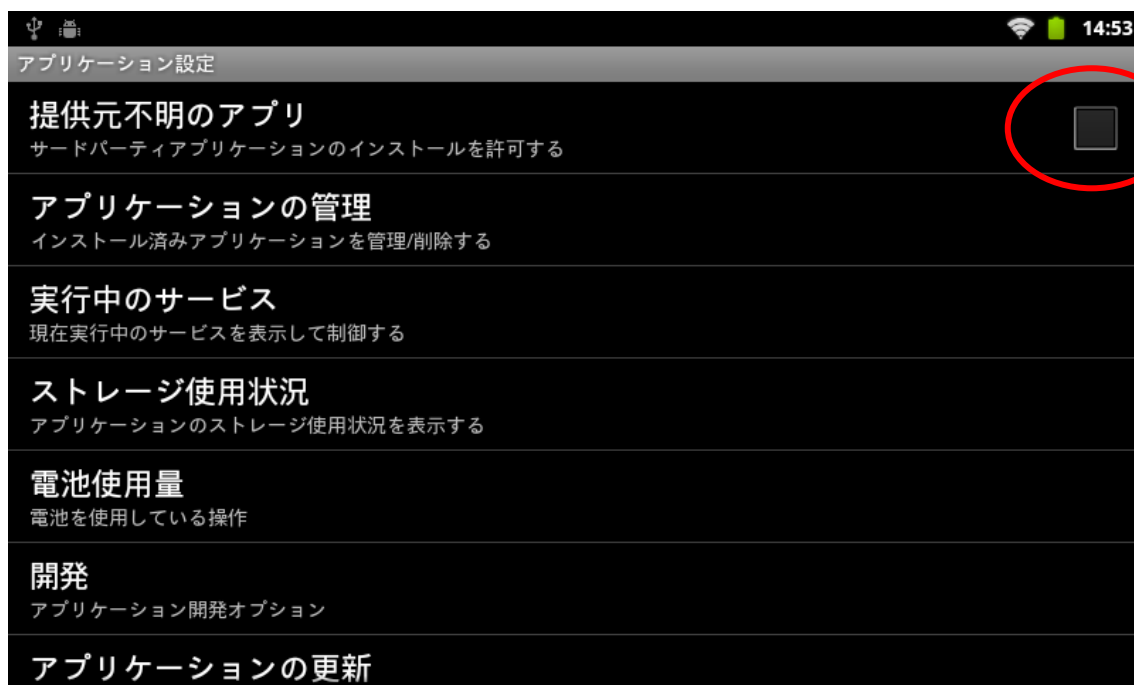 14:53
アプリケーション設定
提供元不明のアプリ
サードパーティアプリケーションのインストールを許可する
アプリケーションの管理
インストール済みアプリケーションを管理/削除する
実行中のサービス
現在実行中のサービスを表示して制御する
ストレージ使用状況
アプリケーションのストレージ使用状況を表示する
電池使用量
電池を使用している操作
開発
アプリケーション開発オプション
アプリケーションの更新